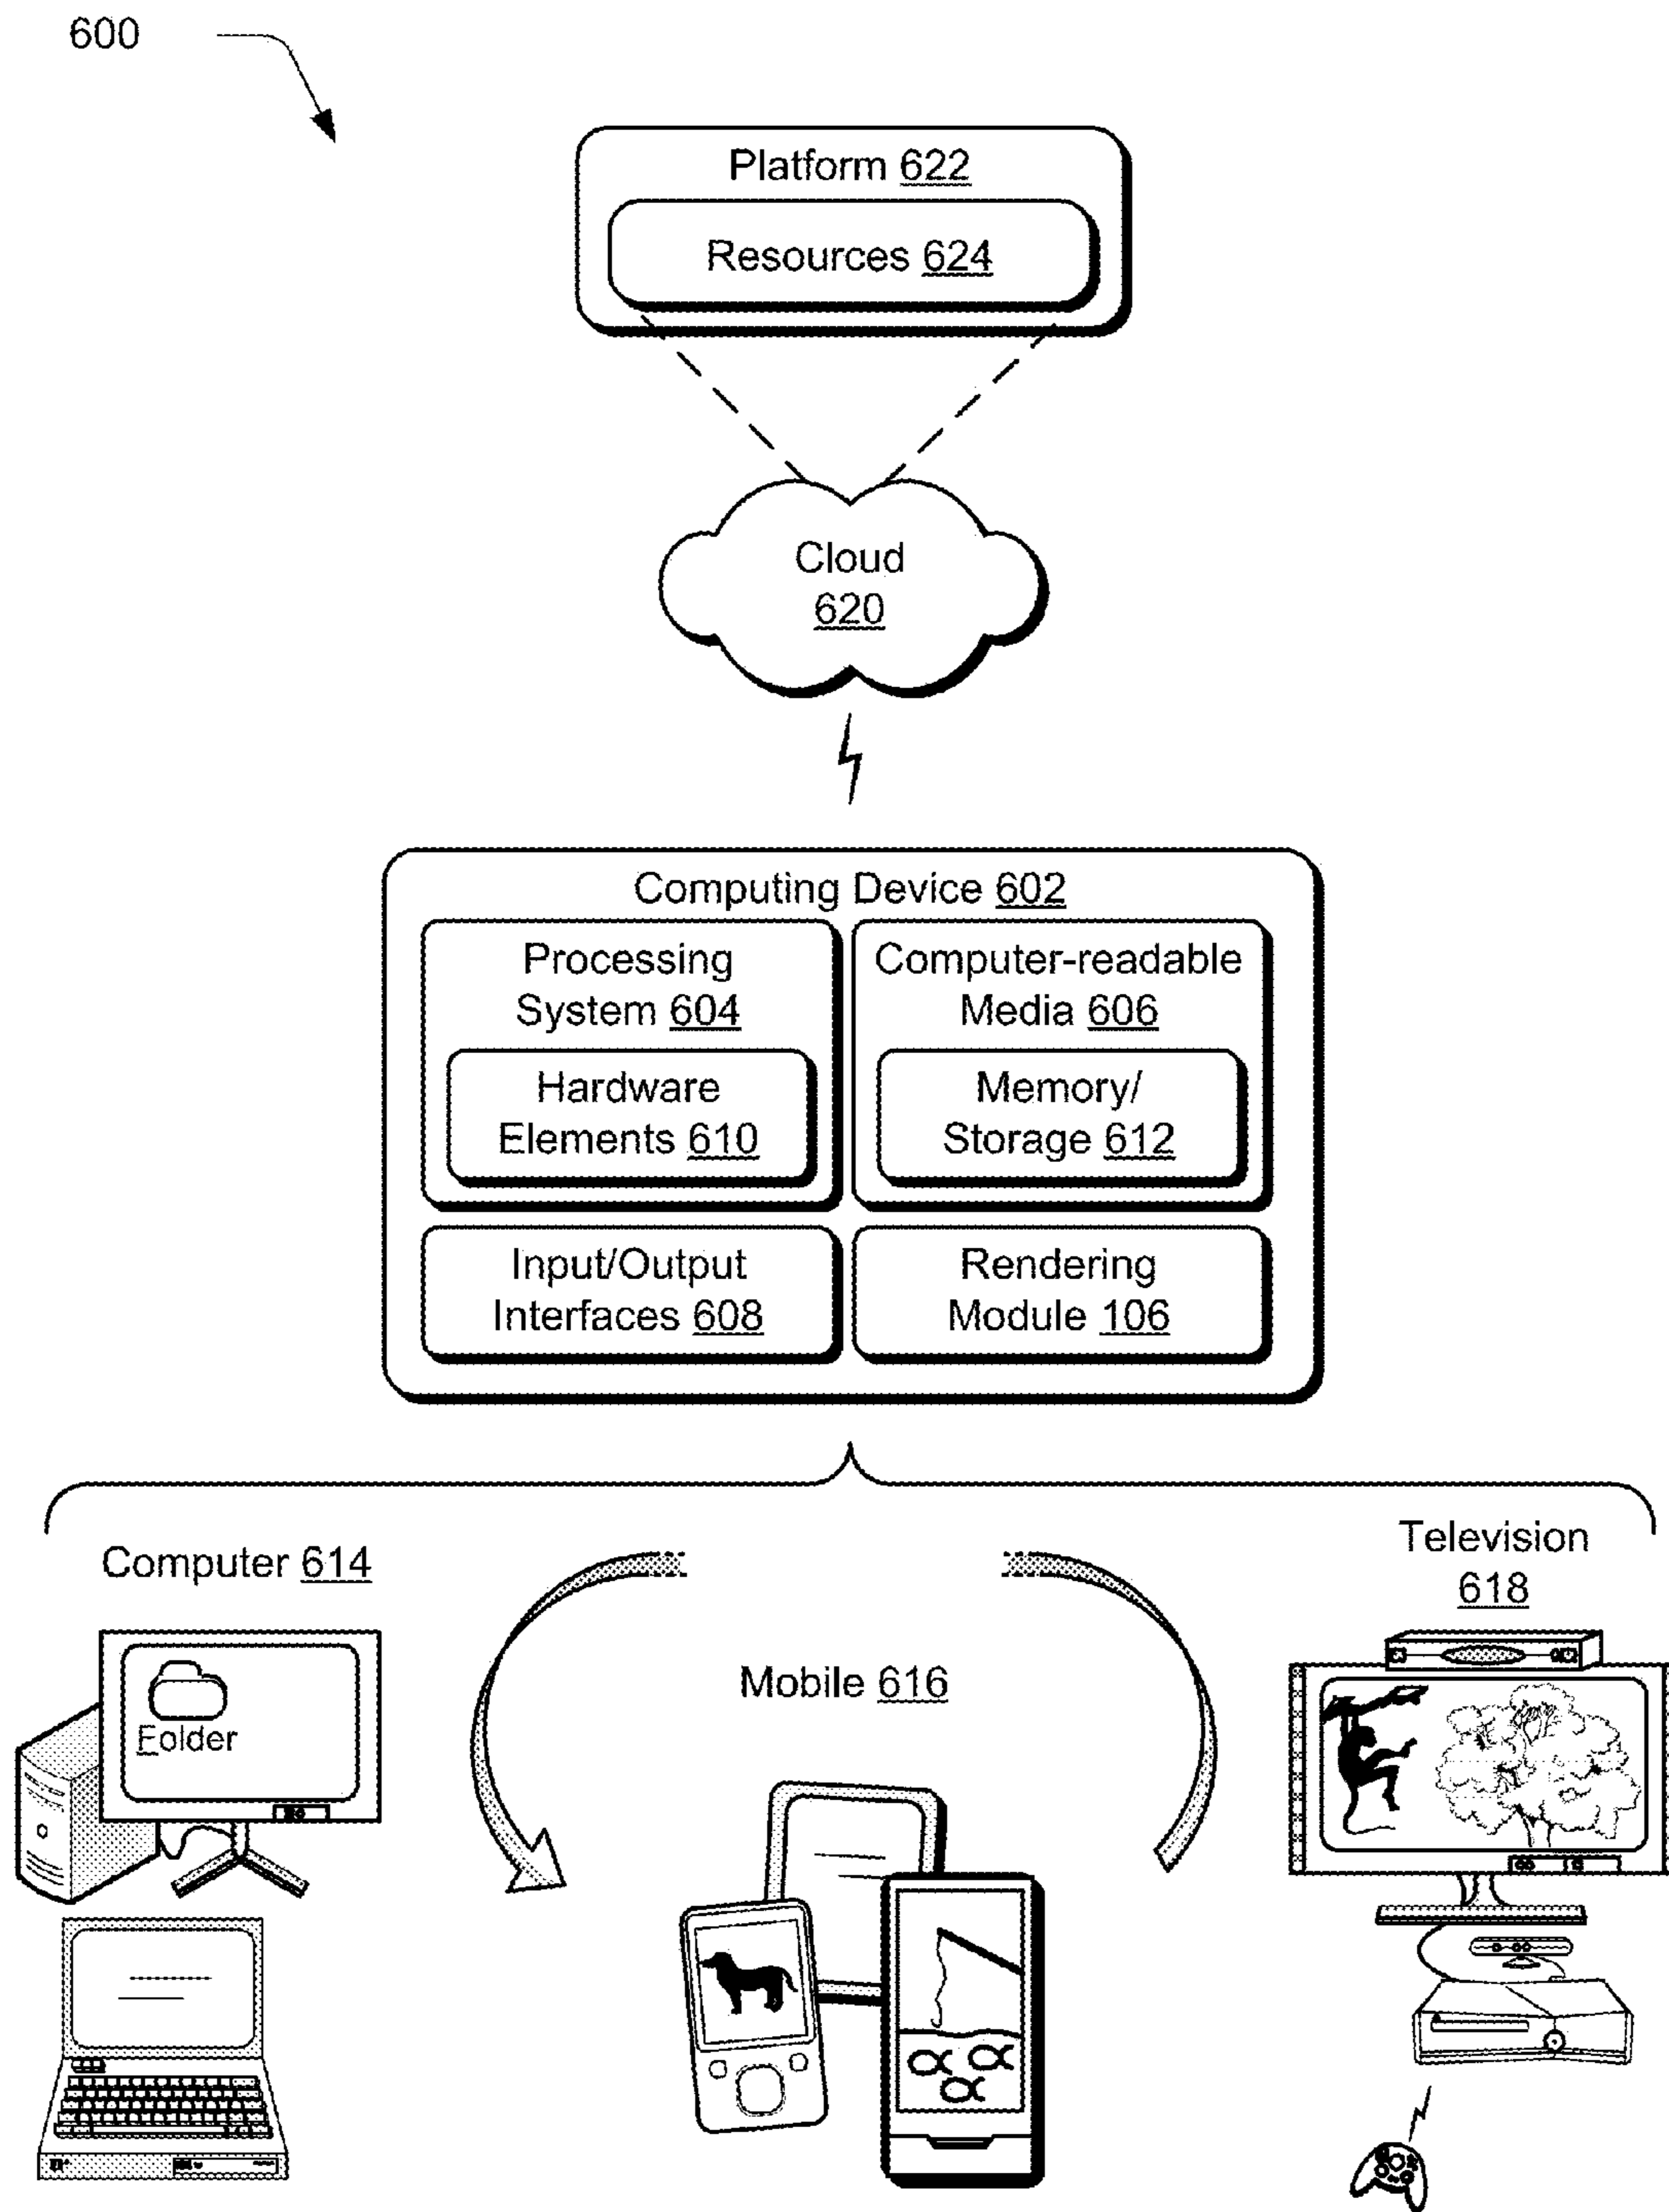 600
Platform 622
Resources 624
Cloud
620
Computing Device 602
Processing
System 604
Hardware
Elements 610
Computer-readable
Media 606
Memory/
Storage 612
Input/Output
Interfaces 608
Rendering
Module 106
Computer 614
Folder
Mobile 616
Television
618